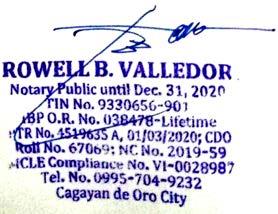 ROWELL B. VALLEDOR
Notary Public until Dec. 31, 2020
TIN No. 9330656-901
IBP O.R. No. 038478-Lifetime
PTR No. 4519635 A, 01/03/2020; CDO
Roll No. 67069; NC No. 2019-59
MCLE Compliance No. VI-0028987
Tel. No. 0995-704-9232
Cagayan de Oro City